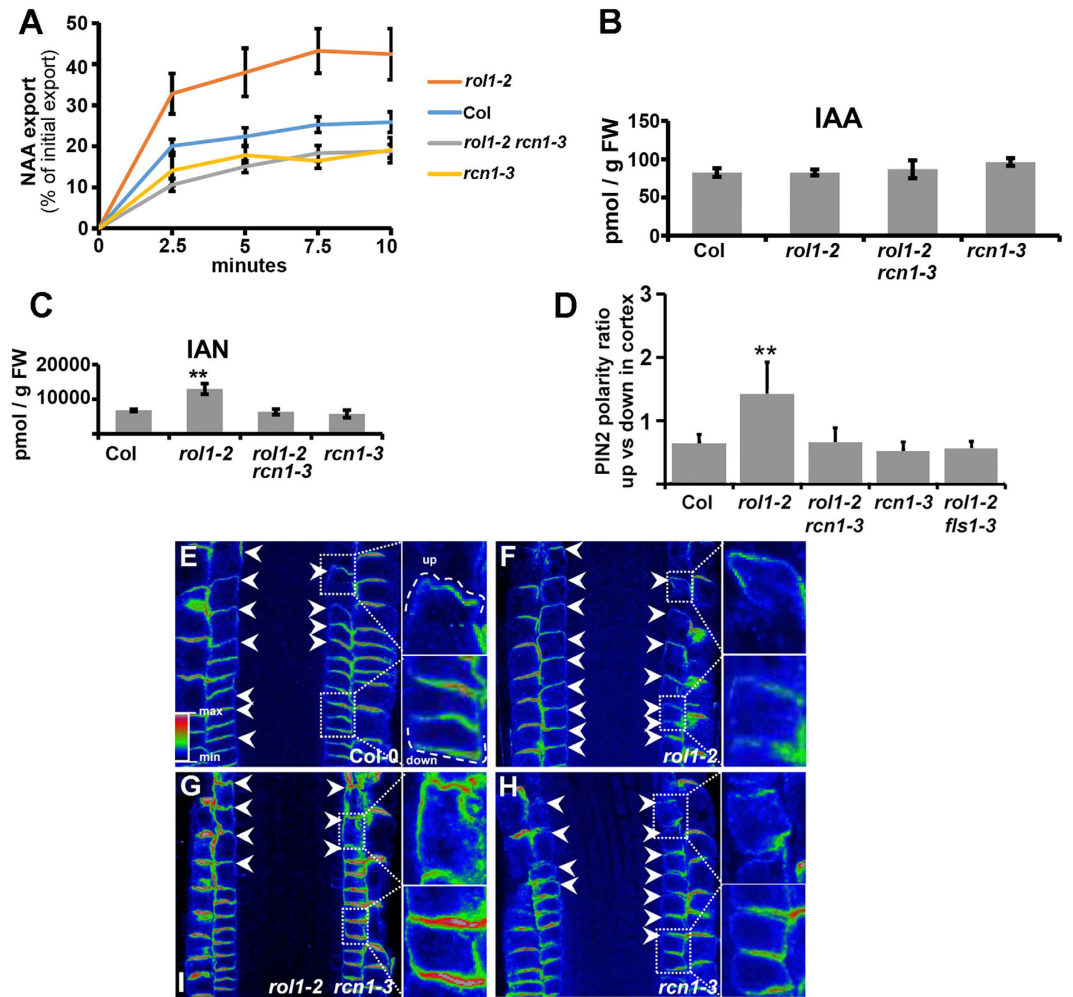 A
NAA export
(% of initial export)
50
40
30
20
10
0
0 2.5 5 7.5 10
minutes
rol1-2
Col
rol1-2 rcn1-3
rcn1-3
B
IAA
pmol / g FW
150
100
50
0
Col rol1-2 rol1-2 rcn1-3
rcn1-3
C
IAN
pmol / g FW
20000
10000
**
Col rol1-2 rol1-2 rcn1-3
rcn1-3
D
PIN2 polarity ratio
up vs down in cortex
3
2
1
**
Col rol1-2 rol1-2 rcn1-3 rol1-2
rcn1-3 fls1-3
E
up
max
min
Col-0
down
F
rol1-2
G
I
rol1-2 rcn1-3
H
rcn1-3